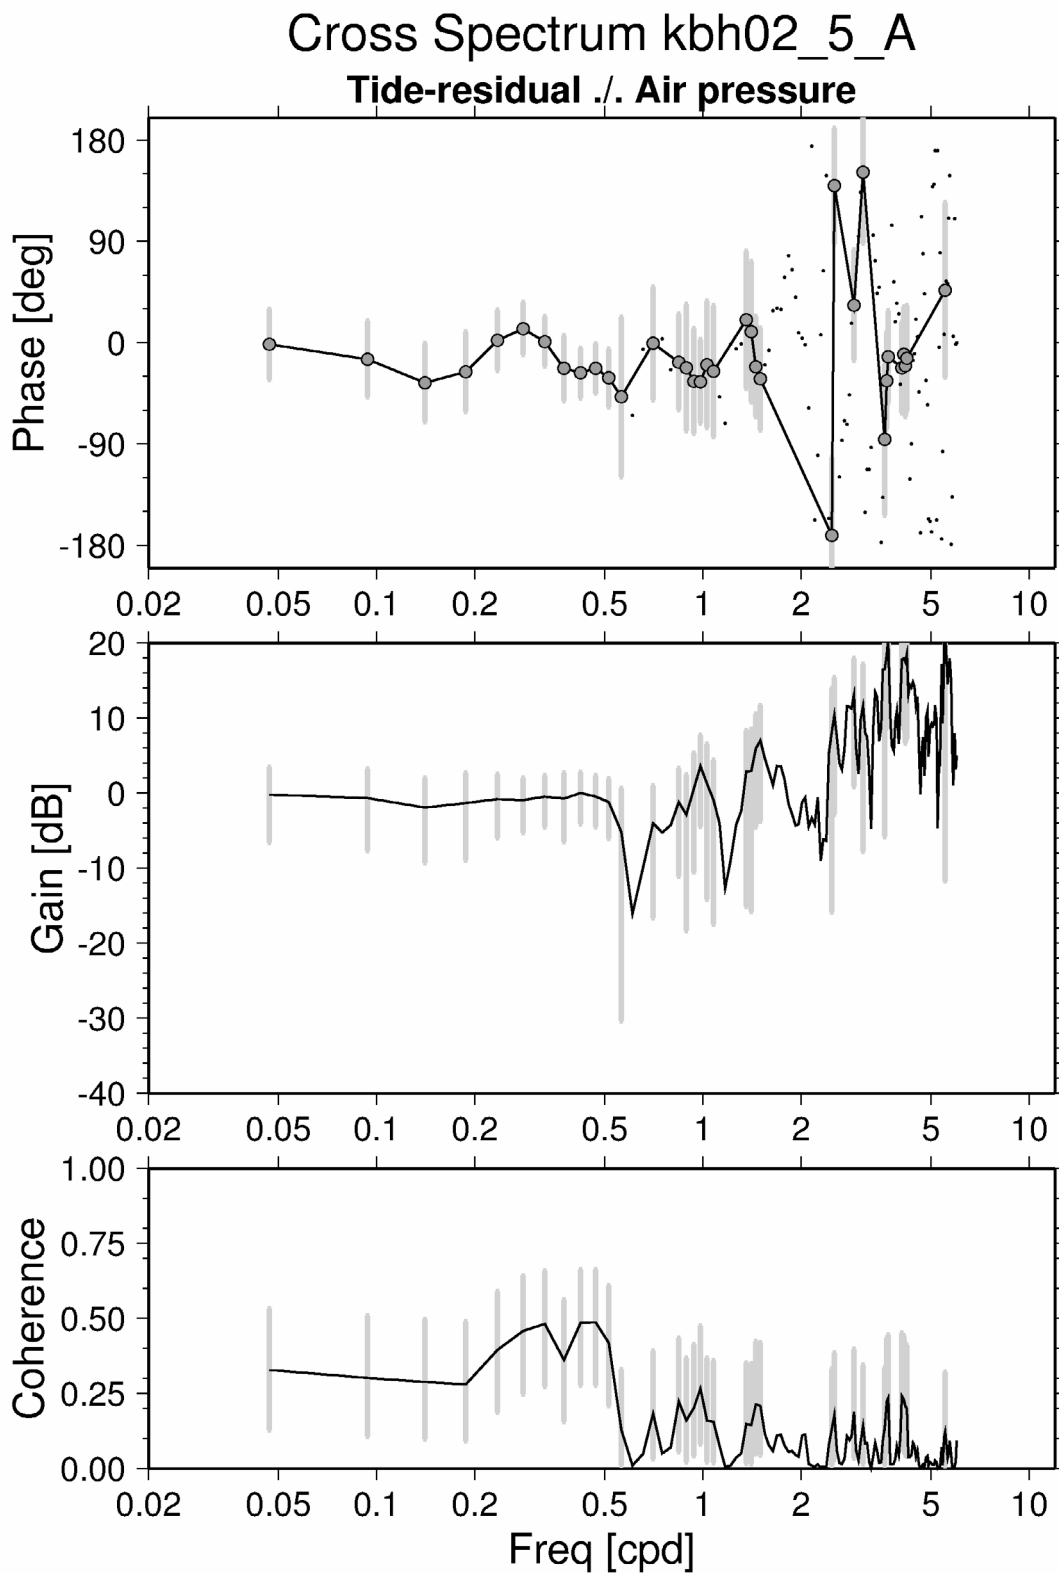 Cross Spectrum kbh02_5_A
Tide-residual ./. Air pressure
180
90
0
-90
-180
Phase [deg]
0.02 0.05 0.1 0.2 0.5 1 2 5 10
20
10
0
-10
-20
-30
-40
Gain [dB]
0.02 0.05 0.1 0.2 0.5 1 2 5 10
1.00
0.75
0.50
0.25
0.00
Coherence
0.02 0.05 0.1 0.2 0.5 1 2 5 10
Freq [cpd]